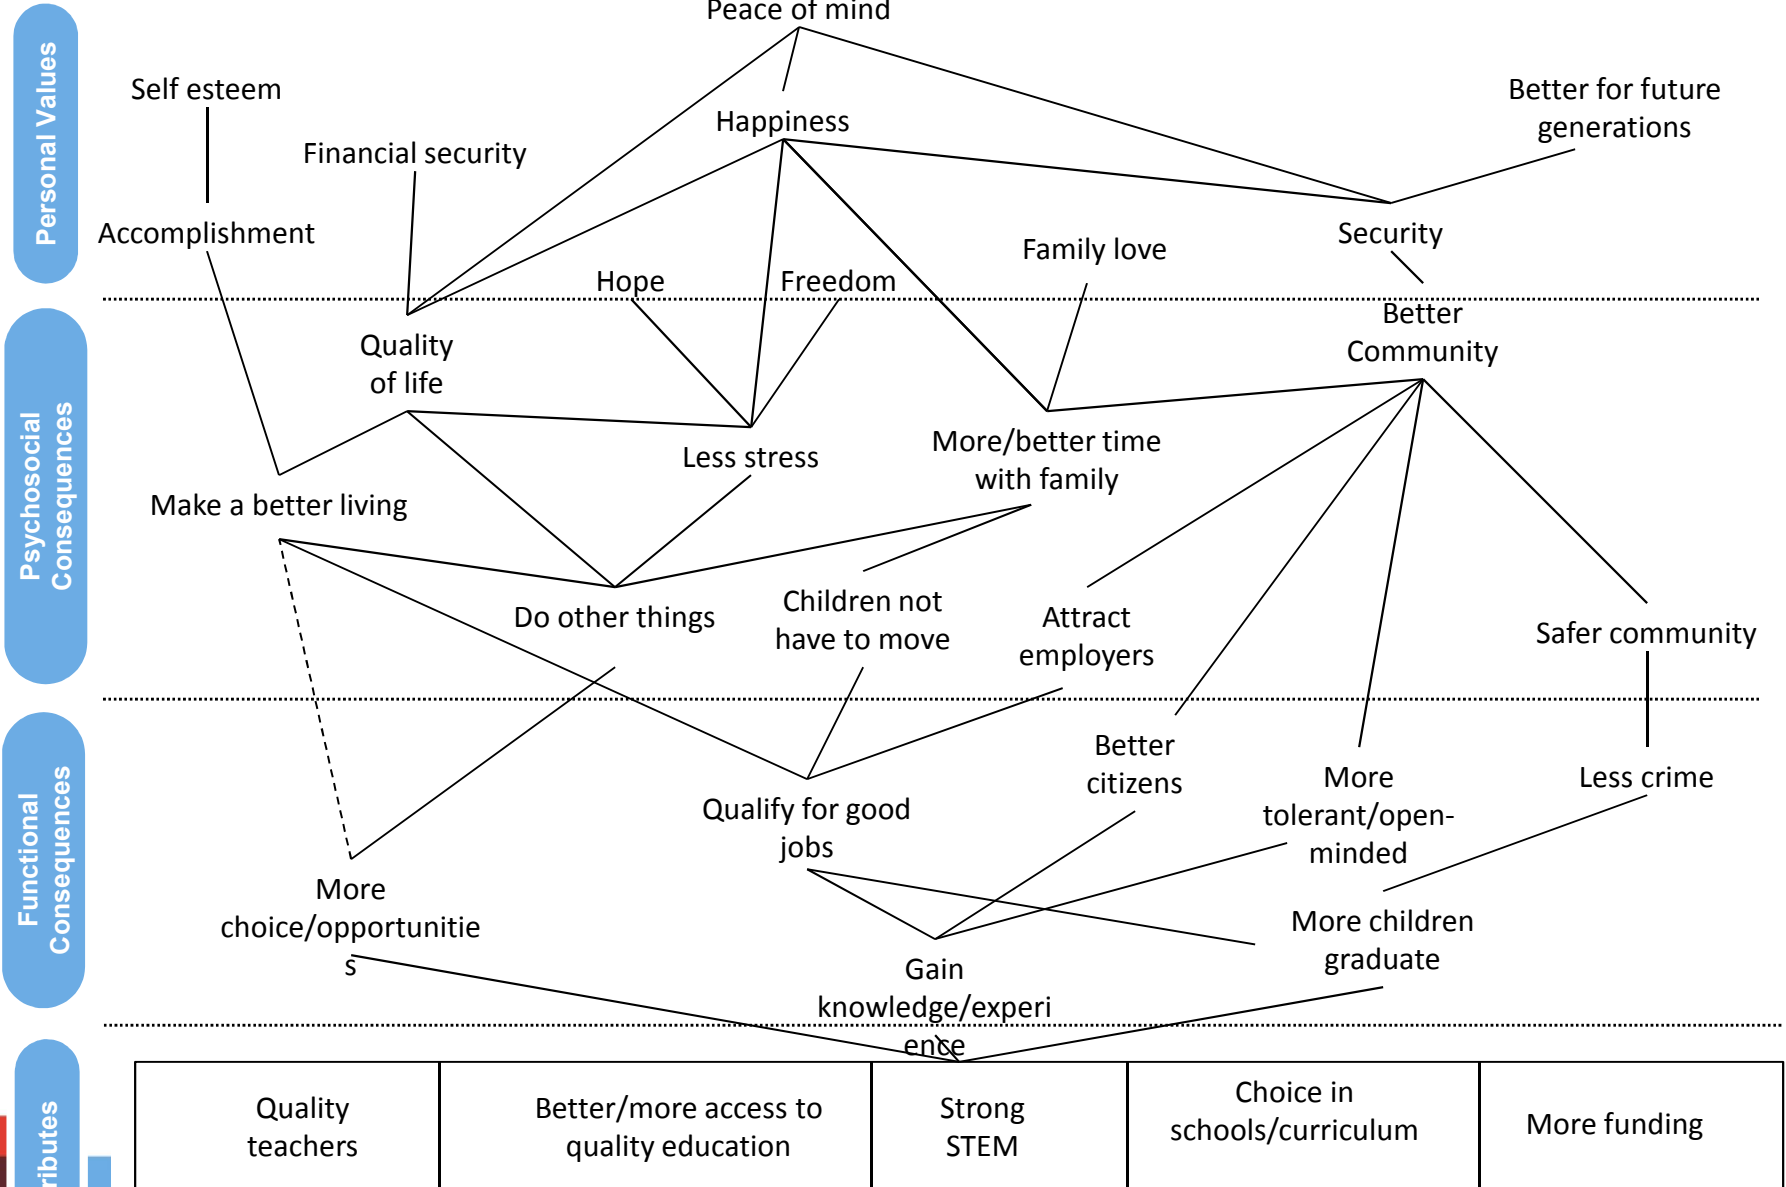 Peace of mind
Self esteem
Better for future
generations
Happiness
Financial security
Personal Values
Accomplishment
Security
Family love
Hope
Freedom
Better
Community
Quality
of life
More/better time
with family
Less stress
Psychosocial
Consequences
Make a better living
Children not
have to move
Do other things
Attract
employers
Safer community
Better
citizens
More
tolerant/open-
minded
Less crime
Qualify for good
jobs
Functional
Consequences
More
choice/opportunitie
s
More children
graduate
Gain
knowledge/experi
ence
ributes
Quality
teachers
Better/more access to
quality education
Strong
STEM
Choice in
schools/curriculum
More funding